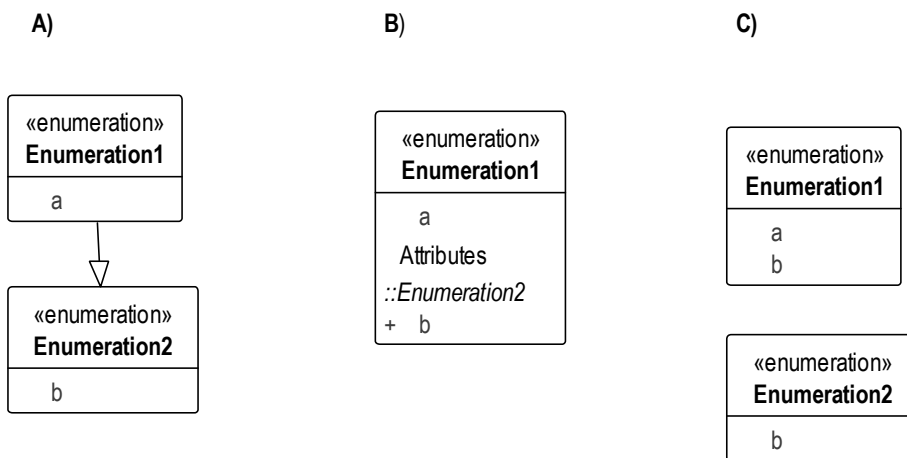 A)
«enumeration»
Enumeration1
a
«enumeration»
Enumeration2
b
B)
«enumeration»
Enumeration1
a
Attributes
::Enumeration2
+ b
C)
«enumeration»
Enumeration1
a
b
«enumeration»
Enumeration2
b